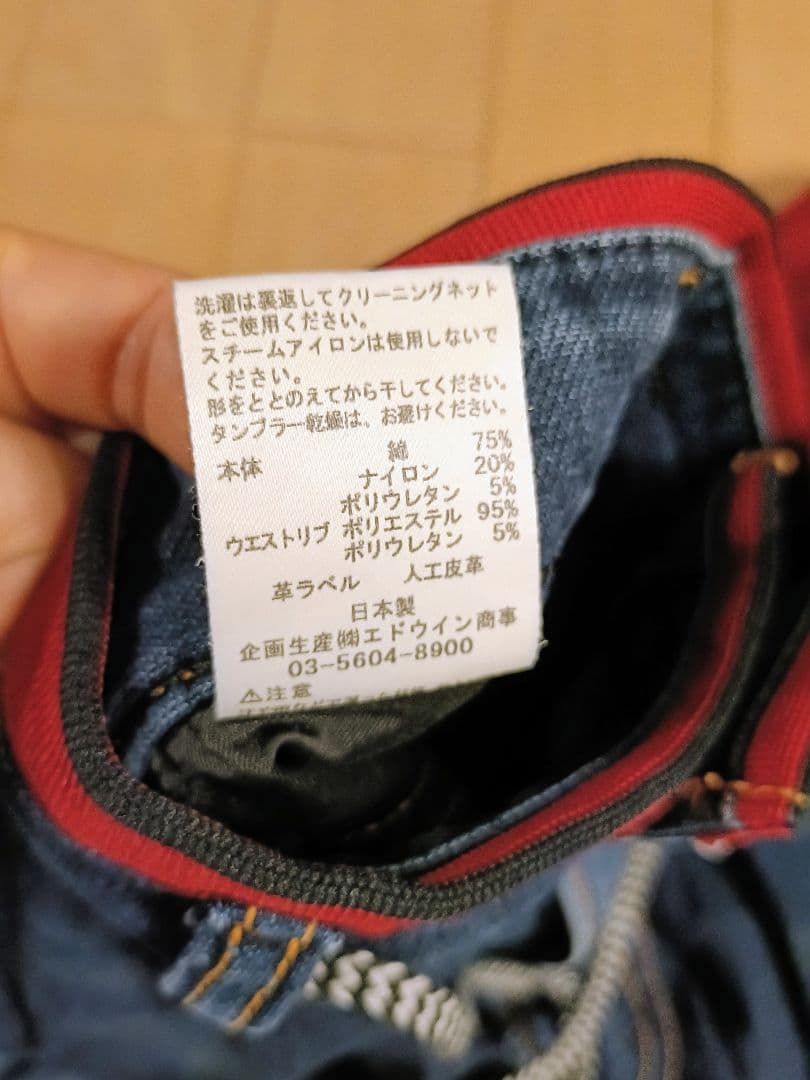 洗濯は裏返してクリーニングネット
をご使用ください。
スチームアイロンは使用しないで
ください。
形をととのえてから干してください。
タンブラー乾燥は、お避けください。
本体 綿 75%
ナイロン 20%
ポリウレタン 5%
ウエストリブ ポリエステル 95%
ポリウレタン 5%
革ラベル 人工皮革
日本製
企画生産㈱エドウイン商事
03-5604-8900
⚠注意